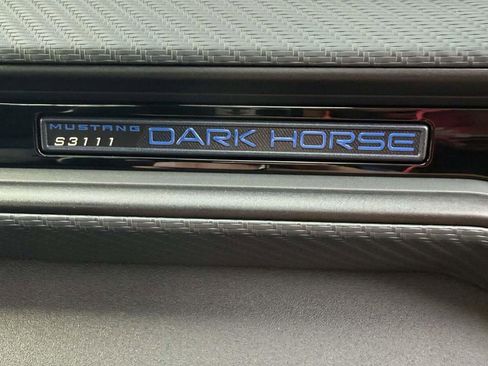 MUSTANG
S3111
DARK HORSE